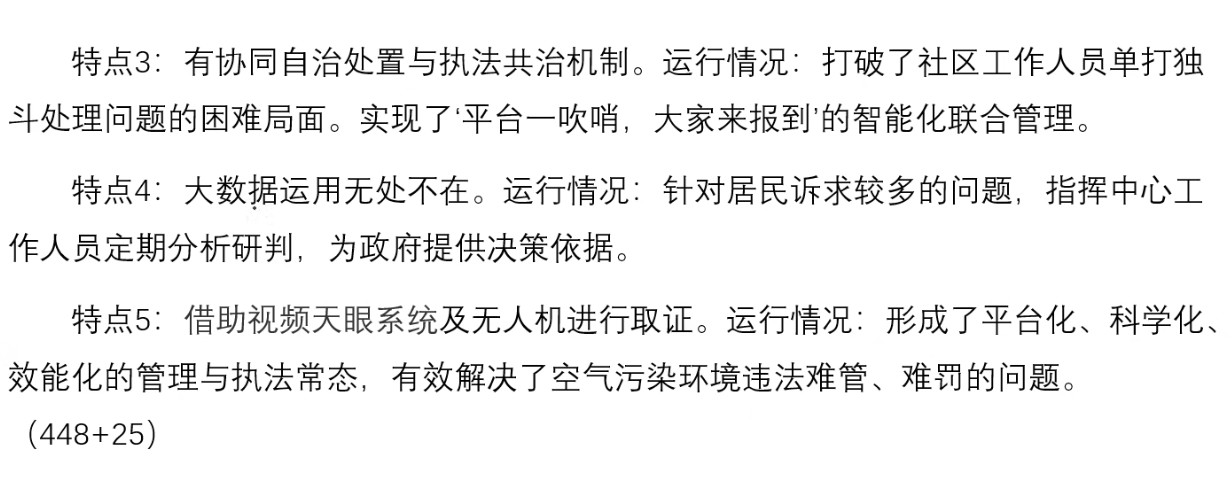 特点3：有协同自治处置与执法共治机制。运行情况：打破了社区工作人员单打独
斗处理问题的困难局面。实现了‘平台一吹哨，大家来报到’的智能化联合管理。
特点4：大数据运用无处不在。运行情况：针对居民诉求较多的问题，指挥中心工
作人员定期分析研判，为政府提供决策依据。
特点5：借助视频天眼系统及无人机进行取证。运行情况：形成了平台化、科学化、
效能化的管理与执法常态，有效解决了空气污染环境违法难管、难罚的问题。
（448+25）